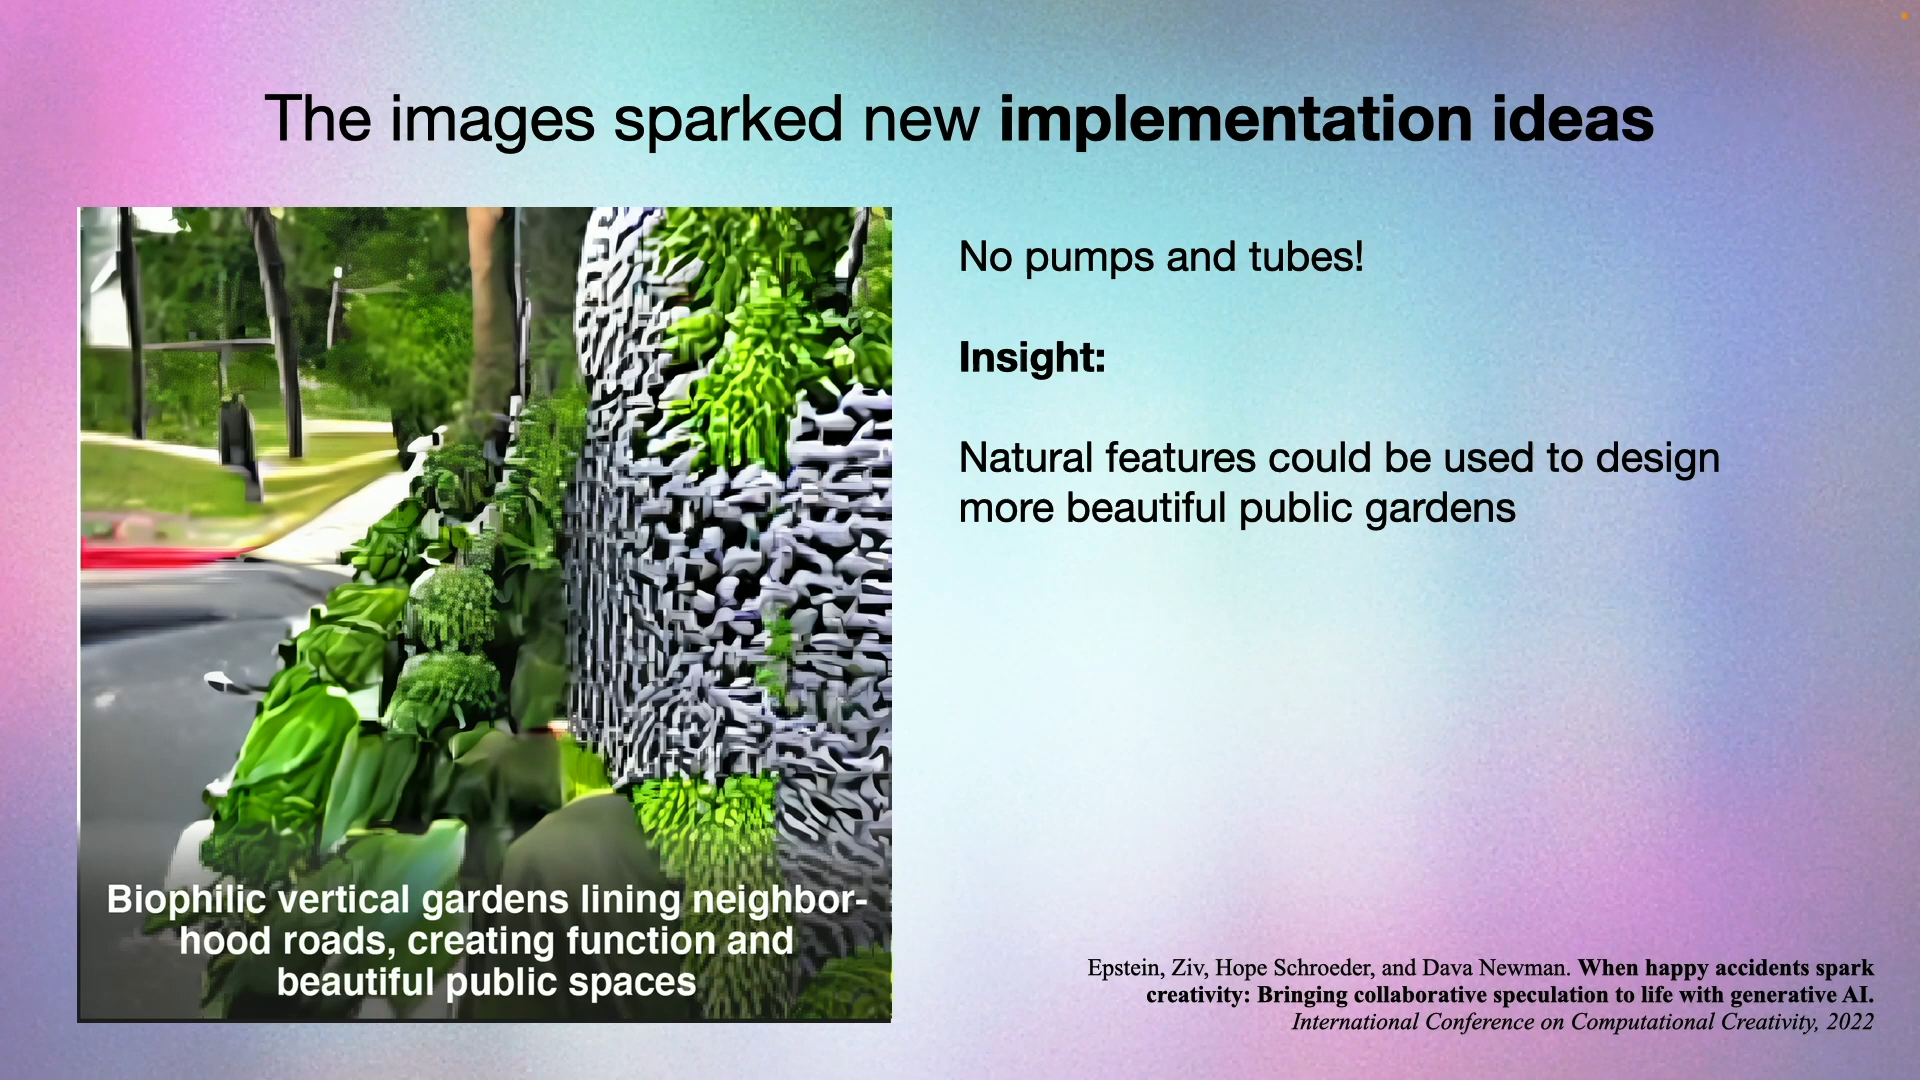 The images sparked new implementation ideas
No pumps and tubes!
Insight:
Natural features could be used to design
more beautiful public gardens
Biophilic vertical gardens lining neighbor-
hood roads, creating function and
beautiful public spaces
Epstein, Ziv, Hope Schroeder, and Dava Newman. When happy accidents spark
creativity: Bringing collaborative speculation to life with generative AI.
International Conference on Computational Creativity, 2022